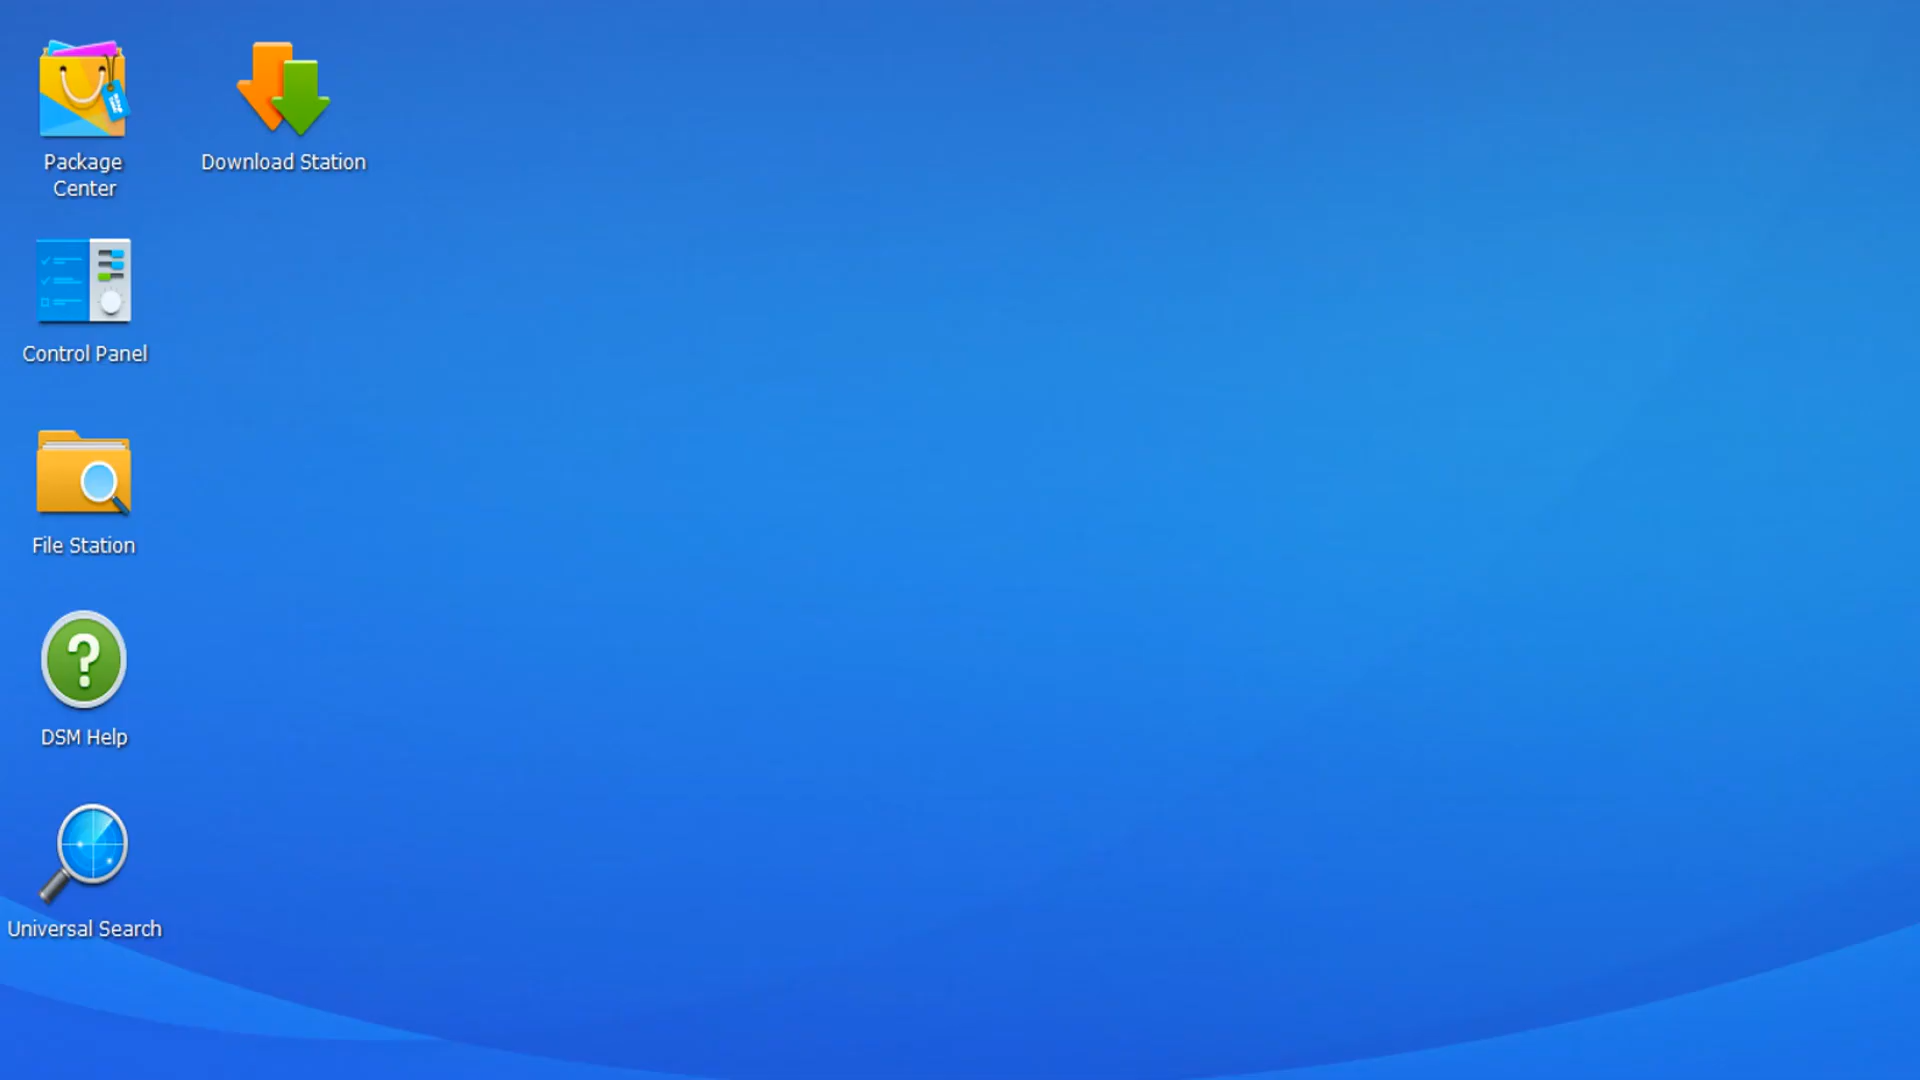 Package
Center
Download Station
Control Panel
File Station
DSM Help
Universal Search